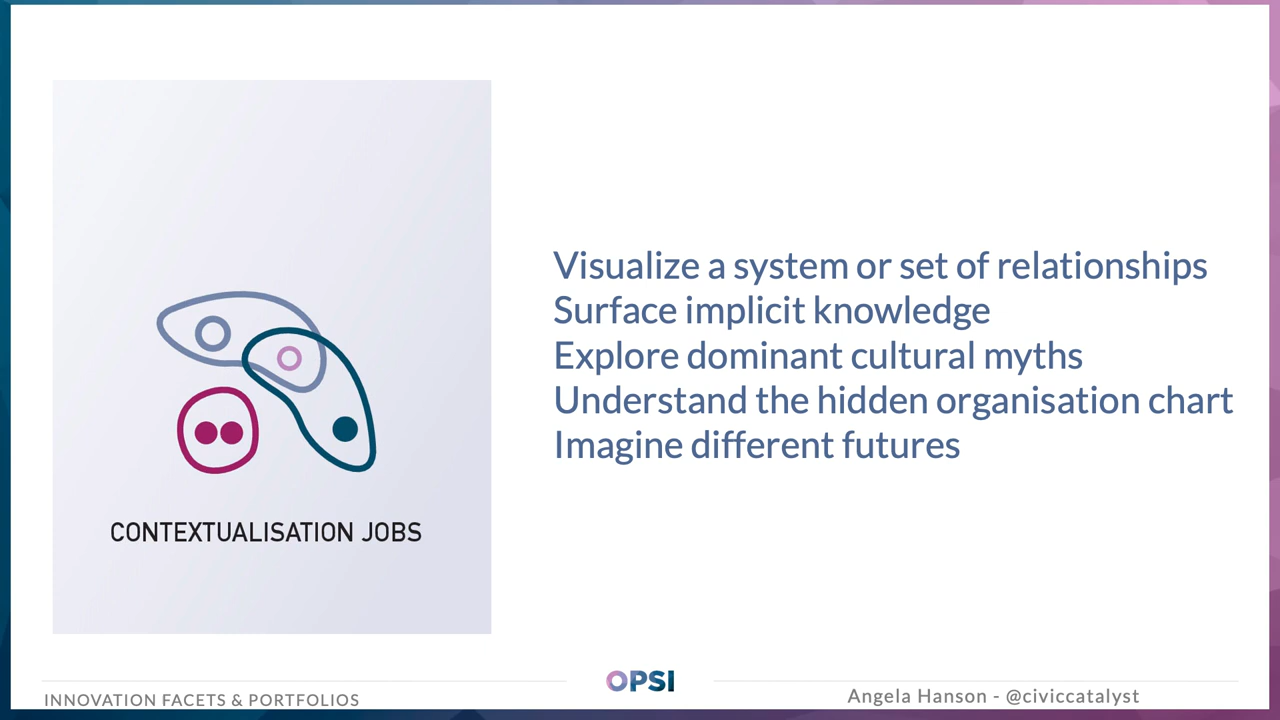 CONTEXTUALISATION JOBS
Visualize a system or set of relationships
Surface implicit knowledge
Explore dominant cultural myths
Understand the hidden organisation chart
Imagine different futures
INNOVATION FACETS & PORTFOLIOS
OPSI
Angela Hanson - @civiccatalyst